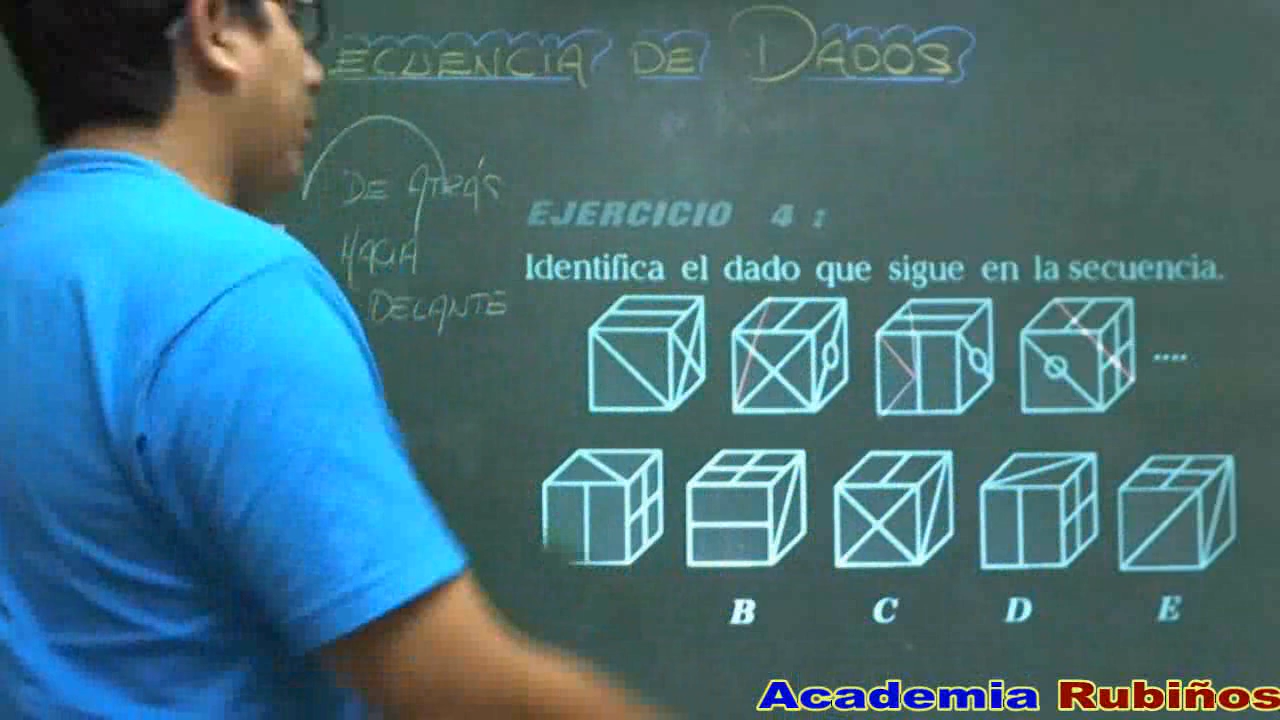 ECUENCIA DE DADOS
DE ATRÁS
HACIA
DELANTE
EJERCICIO 4 :
Identifica el dado que sigue en la secuencia.
....
B C D E
Academia Rubiños